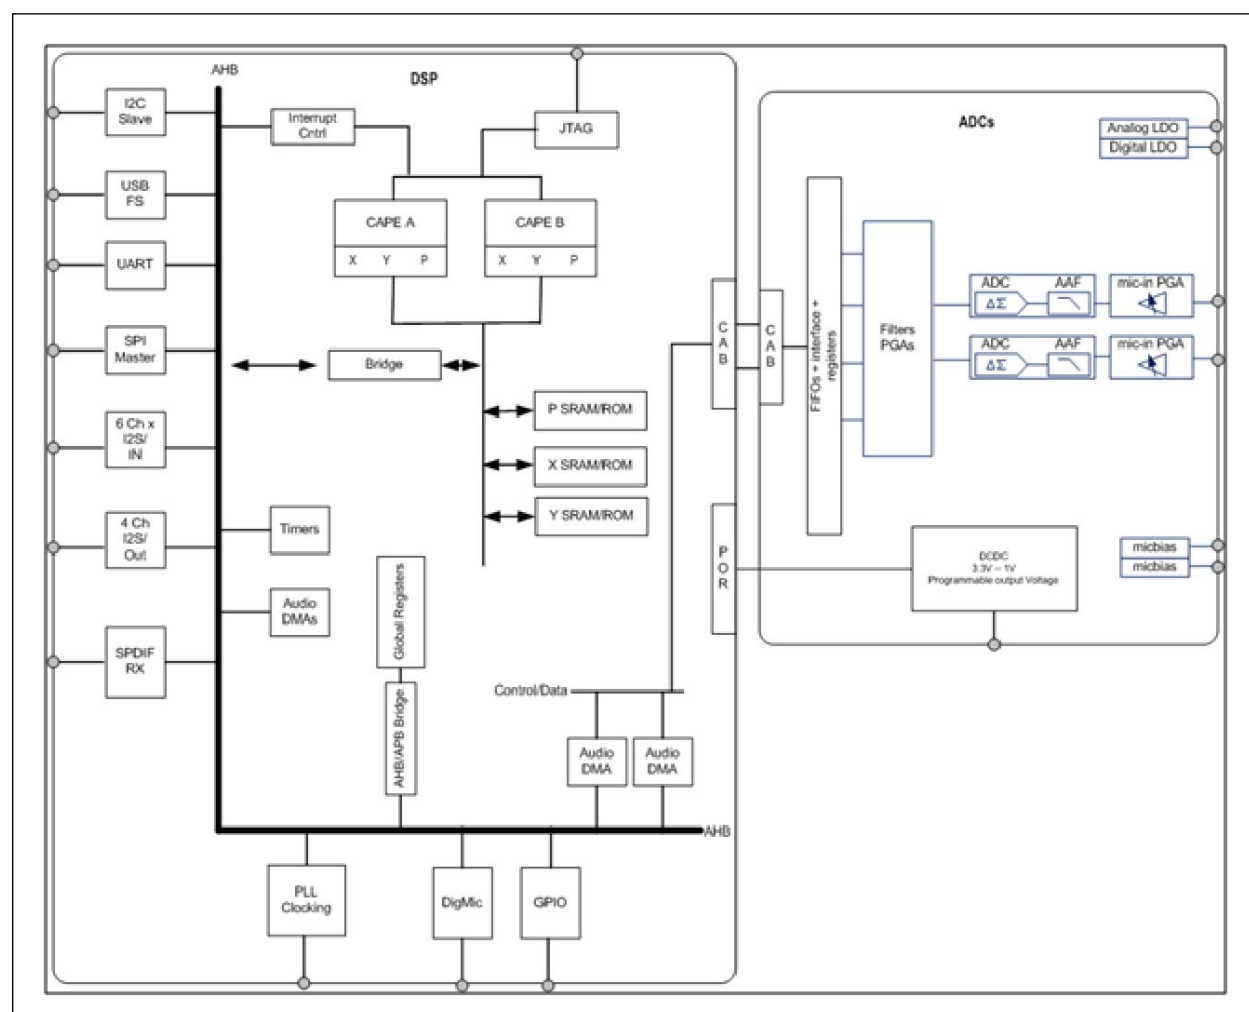 AHB
DSP
I2C
Slave
Interrupt
Cntrl
JTAG
ADCs
Analog LDO
Digital LDO
USB
FS
CAPE A
X Y P
CAPE B
X Y P
UART
SPI
Master
Bridge
C
A
B
C
A
B
FIFOs + interface +
registers
Filters
PGAs
ADC
AAF
ΔΣ
mic-in PGA
ADC
AAF
ΔΣ
mic-in PGA
P SRAM/ROM
X SRAM/ROM
Y SRAM/ROM
6 Ch x
I2S/
IN
4 Ch
I2S/
Out
Timers
Audio
DMAs
Global Registers
P
O
R
DCDC
3.3V – 1V
Programmable output Voltage
micbias
micbias
SPDIF
RX
AHB/APB Bridge
Control/Data
Audio
DMA
Audio
DMA
AHB
PLL
Clocking
DigMic
GPIO